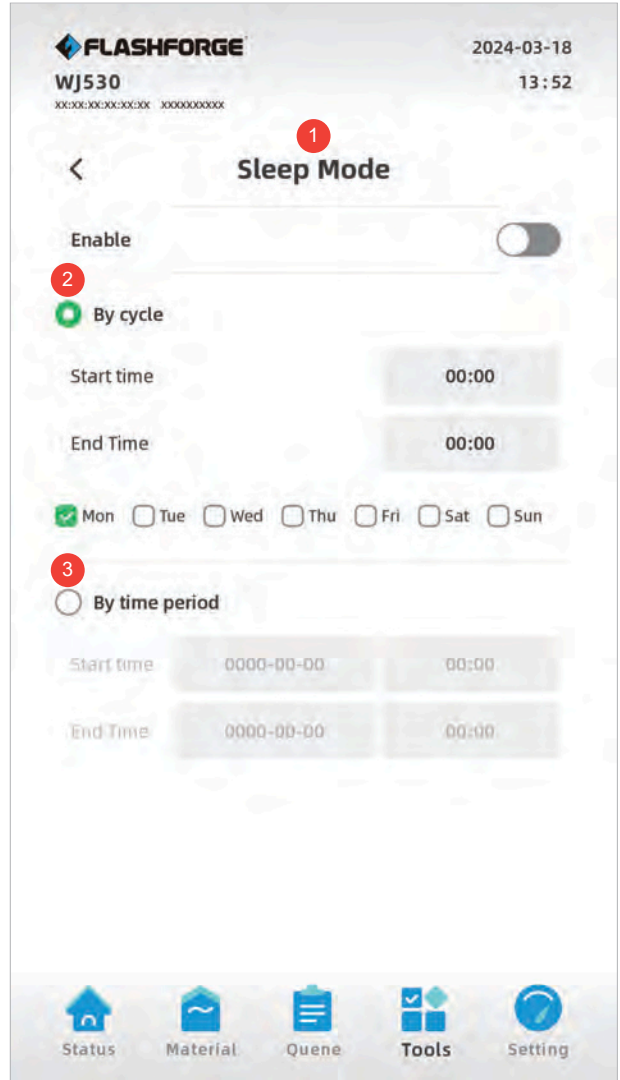 FLASHFORGE 2024-03-18
WJ530 13:52
xx:xx:xx:xx:xx:xx xxxxxxxxxx
1
< Sleep Mode
Enable
2
By cycle
Start time 00:00
End Time 00:00
Mon Tue Wed Thu Fri Sat Sun
3
By time period
Start time 0000-00-00 00:00
End Time 0000-00-00 00:00
Status Material Quene Tools Setting